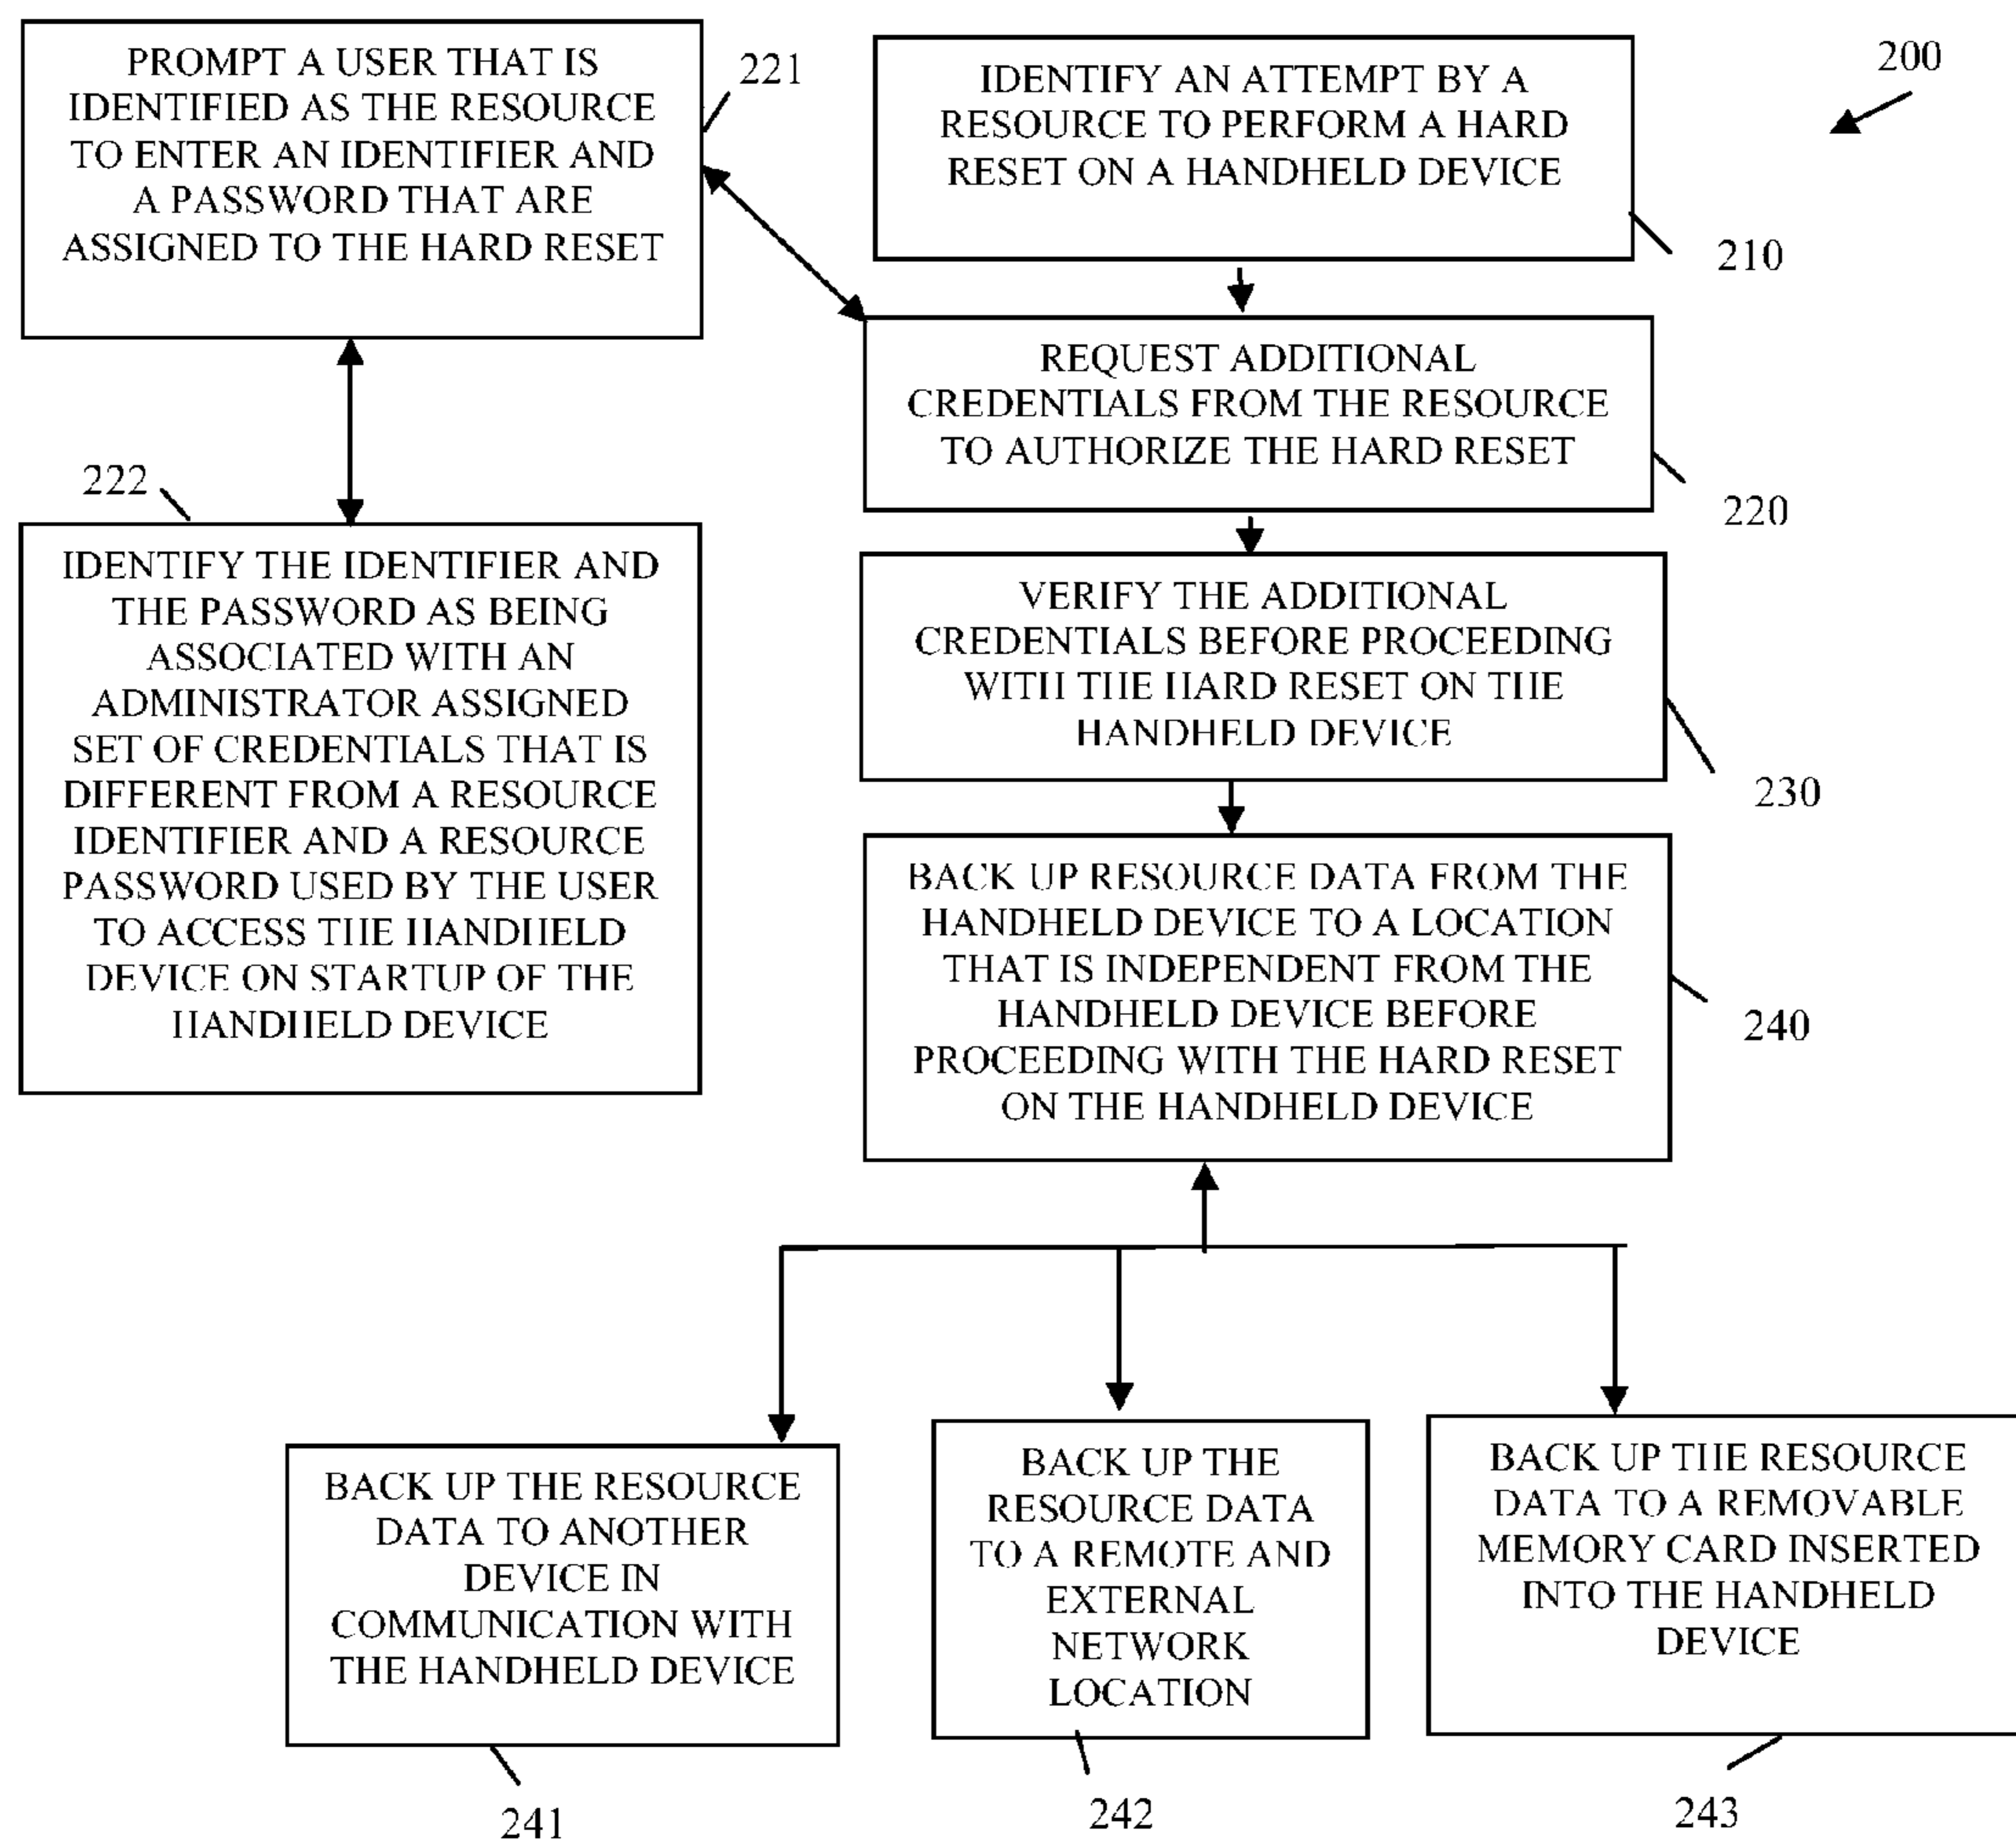 PROMPT A USER THAT IS
IDENTIFIED AS THE RESOURCE
TO ENTER AN IDENTIFIER AND
A PASSWORD THAT ARE
ASSIGNED TO THE HARD RESET
221
IDENTIFY AN ATTEMPT BY A
RESOURCE TO PERFORM A HARD
RESET ON A HANDHELD DEVICE
200
210
REQUEST ADDITIONAL
CREDENTIALS FROM THE RESOURCE
TO AUTHORIZE THE HARD RESET
220
222
IDENTIFY THE IDENTIFIER AND
THE PASSWORD AS BEING
ASSOCIATED WITH AN
ADMINISTRATOR ASSIGNED
SET OF CREDENTIALS THAT IS
DIFFERENT FROM A RESOURCE
IDENTIFIER AND A RESOURCE
PASSWORD USED BY THE USER
TO ACCESS THE HANDHELD
DEVICE ON STARTUP OF THE
HANDHELD DEVICE
VERIFY THE ADDITIONAL
CREDENTIALS BEFORE PROCEEDING
WITH THE HARD RESET ON THE
HANDHELD DEVICE
230
BACK UP RESOURCE DATA FROM THE
HANDHELD DEVICE TO A LOCATION
THAT IS INDEPENDENT FROM THE
HANDHELD DEVICE BEFORE
PROCEEDING WITH THE HARD RESET
ON THE HANDHELD DEVICE
240
BACK UP THE RESOURCE
DATA TO ANOTHER
DEVICE IN
COMMUNICATION WITH
THE HANDHELD DEVICE
241
BACK UP THE
RESOURCE DATA
TO A REMOTE AND
EXTERNAL
NETWORK
LOCATION
242
BACK UP THE RESOURCE
DATA TO A REMOVABLE
MEMORY CARD INSERTED
INTO THE HANDHELD
DEVICE
243